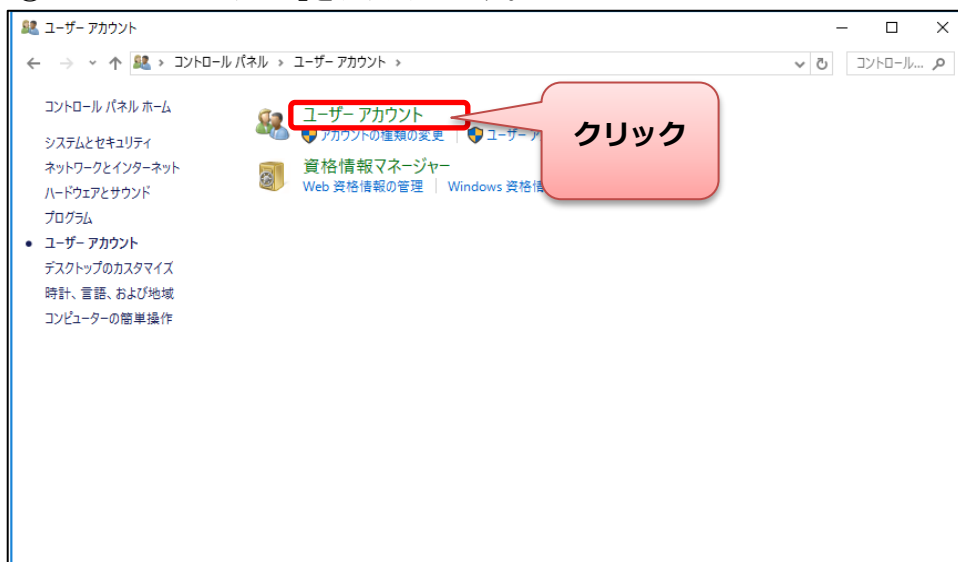 ユーザー アカウント
コントロール パネル › ユーザー アカウント ›
コントロール...
コントロール パネル ホーム
システムとセキュリティ
ネットワークとインターネット
ハードウェアとサウンド
プログラム
• ユーザー アカウント
デスクトップのカスタマイズ
時計、言語、および地域
コンピューターの簡単操作
ユーザー アカウント
アカウントの種類の変更 ユーザー
資格情報マネージャー
Web 資格情報の管理 Windows 資格情
クリック